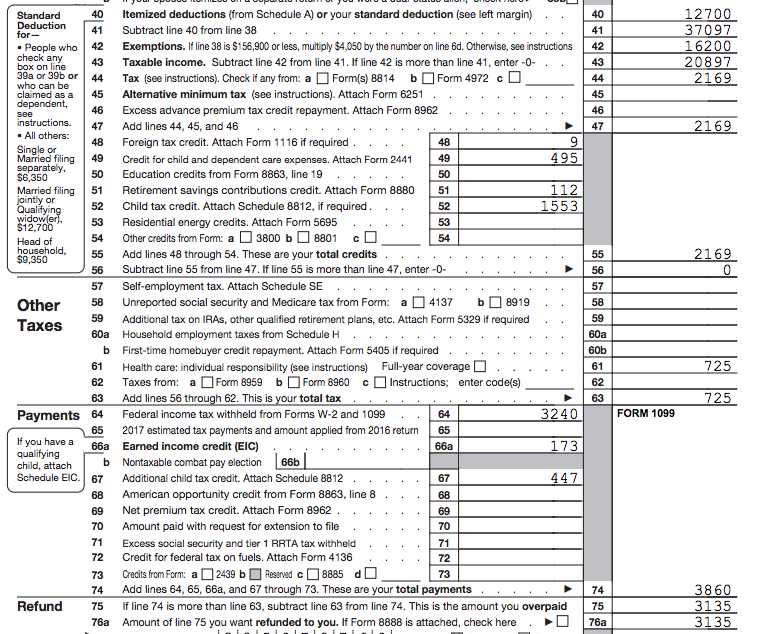 Standard Deduction for—
• People who check any box on line 39a or 39b or who can be claimed as a dependent, see instructions.
• All others:
Single or Married filing separately, $6,350
Married filing jointly or Qualifying widow(er), $12,700
Head of household, $9,350
40 Itemized deductions (from Schedule A) or your standard deduction (see left margin) . . 40 12700
41 Subtract line 40 from line 38 . . . . . . . . . . . . . . . . . 41 37097
42 Exemptions. If line 38 is $156,900 or less, multiply $4,050 by the number on line 6d. Otherwise, see instructions 42 16200
43 Taxable income. Subtract line 42 from line 41. If line 42 is more than line 41, enter -0- . . 43 20897
44 Tax (see instructions). Check if any from: a Form(s) 8814 b Form 4972 c 44 2169
45 Alternative minimum tax (see instructions). Attach Form 6251 . . . . . . . . . 45
46 Excess advance premium tax credit repayment. Attach Form 8962 . . . . . . . . 46
47 Add lines 44, 45, and 46 . . . . . . . . . . . . . . . . ▶ 47 2169
48 Foreign tax credit. Attach Form 1116 if required . . . . 48 9
49 Credit for child and dependent care expenses. Attach Form 2441 49 495
50 Education credits from Form 8863, line 19 . . . . . 50
51 Retirement savings contributions credit. Attach Form 8880 51 112
52 Child tax credit. Attach Schedule 8812, if required . . . 52 1553
53 Residential energy credits. Attach Form 5695 . . . . 53
54 Other credits from Form: a 3800 b 8801 c 54
55 Add lines 48 through 54. These are your total credits . . . . . . . . . . . . 55 2169
56 Subtract line 55 from line 47. If line 55 is more than line 47, enter -0- . . . . . . ▶ 56 0
Other Taxes
57 Self-employment tax. Attach Schedule SE . . . . . . . . . . . . . . . 57
58 Unreported social security and Medicare tax from Form: a 4137 b 8919 . . 58
59 Additional tax on IRAs, other qualified retirement plans, etc. Attach Form 5329 if required . . 59
60a Household employment taxes from Schedule H . . . . . . . . . . . . . . 60a
b First-time homebuyer credit repayment. Attach Form 5405 if required . . . . . . . . 60b
61 Health care: individual responsibility (see instructions) Full-year coverage . . . . . 61 725
62 Taxes from: a Form 8959 b Form 8960 c Instructions; enter code(s) 62
63 Add lines 56 through 62. This is your total tax . . . . . . . . . . . . . ▶ 63 725
Payments
If you have a qualifying child, attach Schedule EIC.
64 Federal income tax withheld from Forms W-2 and 1099 . . 64 3240 FORM 1099
65 2017 estimated tax payments and amount applied from 2016 return 65
66a Earned income credit (EIC) . . . . . . . . . . 66a 173
b Nontaxable combat pay election 66b
67 Additional child tax credit. Attach Schedule 8812 . . . . . 67 447
68 American opportunity credit from Form 8863, line 8 . . . 68
69 Net premium tax credit. Attach Form 8962 . . . . . . 69
70 Amount paid with request for extension to file . . . . . 70
71 Excess social security and tier 1 RRTA tax withheld . . . . 71
72 Credit for federal tax on fuels. Attach Form 4136 . . . . 72
73 Credits from Form: a 2439 b Reserved c 8885 d 73
74 Add lines 64, 65, 66a, and 67 through 73. These are your total payments . . . . . ▶ 74 3860
Refund
75 If line 74 is more than line 63, subtract line 63 from line 74. This is the amount you overpaid 75 3135
76a Amount of line 75 you want refunded to you. If Form 8888 is attached, check here . ▶ 76a 3135